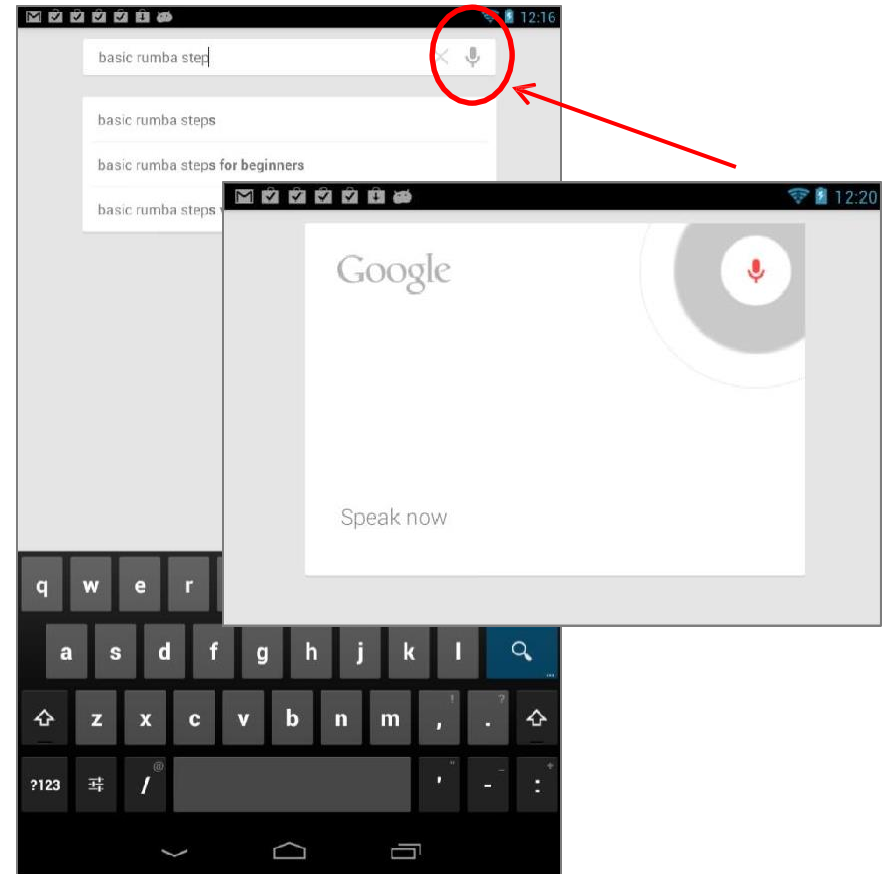 12:16
basic rumba step
basic rumba steps
basic rumba steps for beginners
basic rumba steps
12:20
Google
Speak now
q w e r
a s d f g h j k l
...
! ?
z x c v b n m , .
@ " _ +
?123 / ' - :